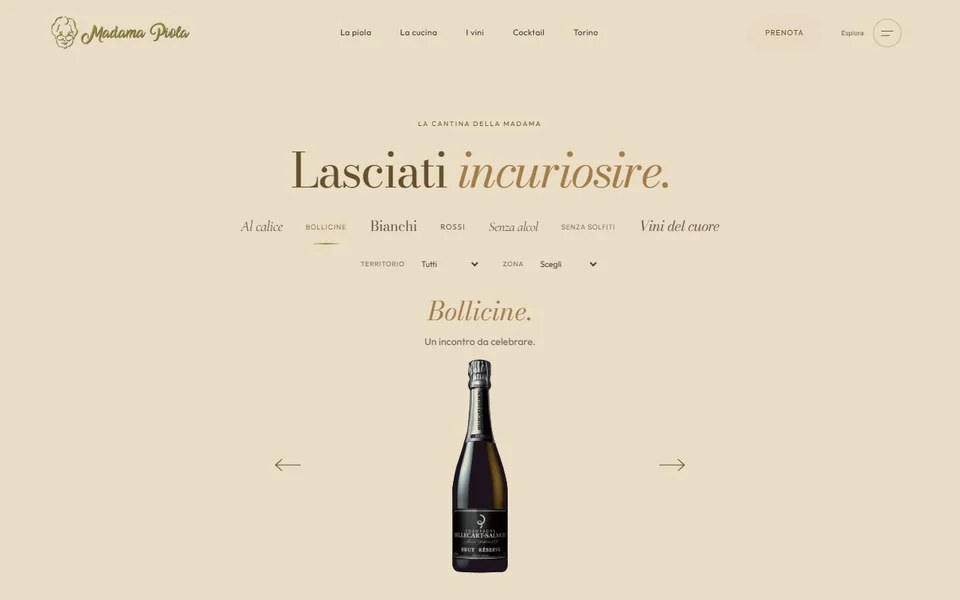 Madama Piola
La piola La cucina I vini Cocktail Torino
PRENOTA
Esplora
LA CANTINA DELLA MADAMA
Lasciati incuriosire.
Al calice BOLLICINE Bianchi ROSSI Senza alcol SENZA SOLFITI Vini del cuore
TERRITORIO Tutti ZONA Scegli
Bollicine.
Un incontro da celebrare.
CHAMPAGNE
BRUT RÉSERVE